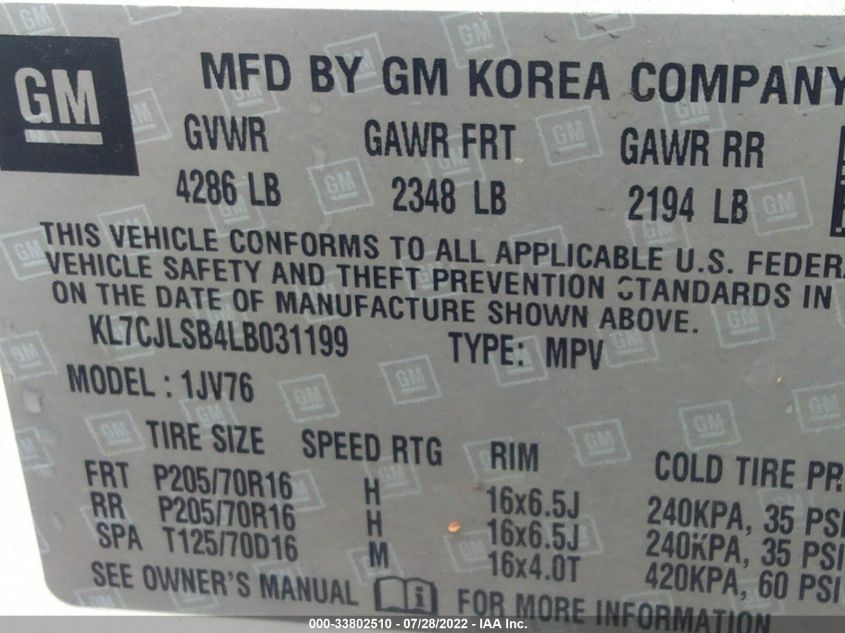 GM
MFD BY GM KOREA COMPANY
GVWR GAWR FRT GAWR RR
4286 LB 2348 LB 2194 LB
THIS VEHICLE CONFORMS TO ALL APPLICABLE U.S. FEDERA
VEHICLE SAFETY AND THEFT PREVENTION STANDARDS IN
ON THE DATE OF MANUFACTURE SHOWN ABOVE.
KL7CJLSB4LB031199 TYPE: MPV
MODEL : 1JV76
TIRE SIZE SPEED RTG RIM COLD TIRE PR
FRT P205/70R16 H 16x6.5J 240KPA, 35 PSI
RR P205/70R16 H 16x6.5J 240KPA, 35 PSI
SPA T125/70D16 M 16x4.0T 420KPA, 60 PSI
SEE OWNER'S MANUAL FOR MORE INFORMATION
000-33802510 - 07/28/2022 - IAA Inc.